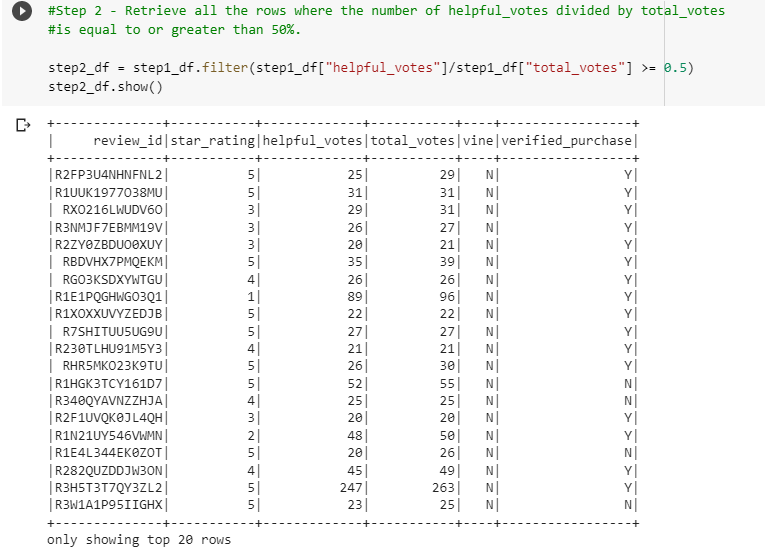 #Step 2 - Retrieve all the rows where the number of helpful_votes divided by total_votes
#is equal to or greater than 50%.
step2_df = step1_df.filter(step1_df["helpful_votes"]/step1_df["total_votes"] >= 0.5)
step2_df.show()
+--------------+-----------+-------------+-----------+----+-----------------+
|     review_id|star_rating|helpful_votes|total_votes|vine|verified_purchase|
+--------------+-----------+-------------+-----------+----+-----------------+
|R2FP3U4NHNFNL2|          5|           25|         29|   N|                Y|
|R1UUK1977O38MU|          5|           31|         31|   N|                Y|
| RXO216LWUDV6O|          3|           29|         31|   N|                Y|
|R3NMJF7EBMM19V|          3|           26|         27|   N|                Y|
|R2ZY0ZBDUO0XUY|          3|           20|         21|   N|                Y|
| RBDVHX7PMQEKM|          5|           35|         39|   N|                Y|
| RGO3KSDXYWTGU|          4|           26|         26|   N|                Y|
|R1E1PQGHWGO3Q1|          1|           89|         96|   N|                Y|
|R1XOXXUVYZEDJB|          5|           22|         22|   N|                Y|
| R7SHITUU5UG9U|          5|           27|         27|   N|                Y|
|R230TLHU91M5Y3|          4|           21|         21|   N|                Y|
| RHR5MKO23K9TU|          5|           26|         30|   N|                Y|
|R1HGK3TCY161D7|          5|           52|         55|   N|                N|
|R340QYAVNZZHJA|          4|           25|         25|   N|                N|
|R2F1UVQK0JL4QH|          3|           20|         20|   N|                Y|
|R1N21UY546VWMN|          2|           48|         50|   N|                Y|
|R1E4L344EK0ZOT|          5|           20|         26|   N|                N|
|R282QUZDDJW3ON|          4|           45|         49|   N|                Y|
|R3H5T3T7QY3ZL2|          5|          247|        263|   N|                Y|
|R3W1A1P95IIGHX|          5|           23|         25|   N|                N|
+--------------+-----------+-------------+-----------+----+-----------------+
only showing top 20 rows